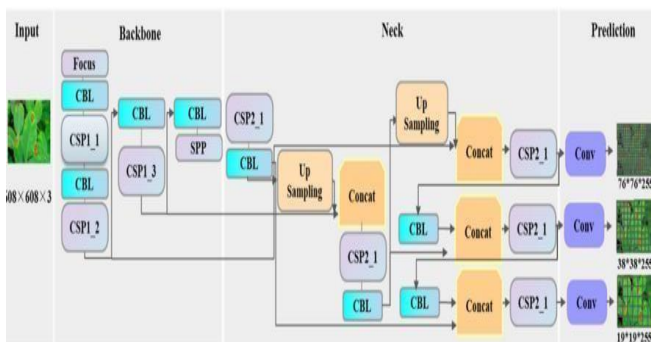 Input
Backbone
Neck
Prediction
Focus
CBL
CSP1_1
CBL
CSP1_2
CBL
CSP1_3
CBL
SPP
CSP2_1
CBL
Up
Sampling
Concat
CSP2_1
CBL
Up
Sampling
Concat
CSP2_1
Conv
76*76*255
CBL
Concat
CSP2_1
Conv
38*38*255
CBL
Concat
CSP2_1
Conv
19*19*255
608×608×3